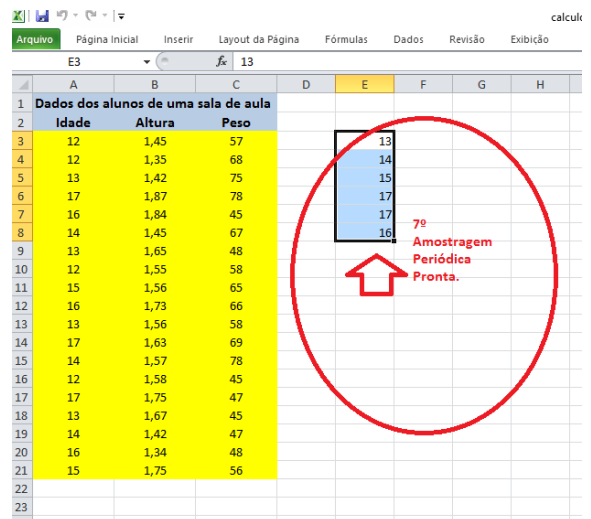 calculo
Arquivo Página Inicial Inserir Layout da Página Fórmulas Dados Revisão Exibição
E3 fx 13
A B C D E F G H
1 Dados dos alunos de uma sala de aula
2 Idade Altura Peso
3 12 1,45 57 13
4 12 1,35 68 14
5 13 1,42 75 15
6 17 1,87 78 17
7 16 1,84 45 17
8 14 1,45 67 16
7º
9 13 1,65 48
Amostragem
10 12 1,55 58
Periódica
11 15 1,56 65
Pronta.
12 16 1,73 66
13 13 1,56 58
14 17 1,63 69
15 14 1,57 78
16 12 1,58 45
17 17 1,75 47
18 13 1,67 45
19 14 1,42 47
20 16 1,34 48
21 15 1,75 56
22
23